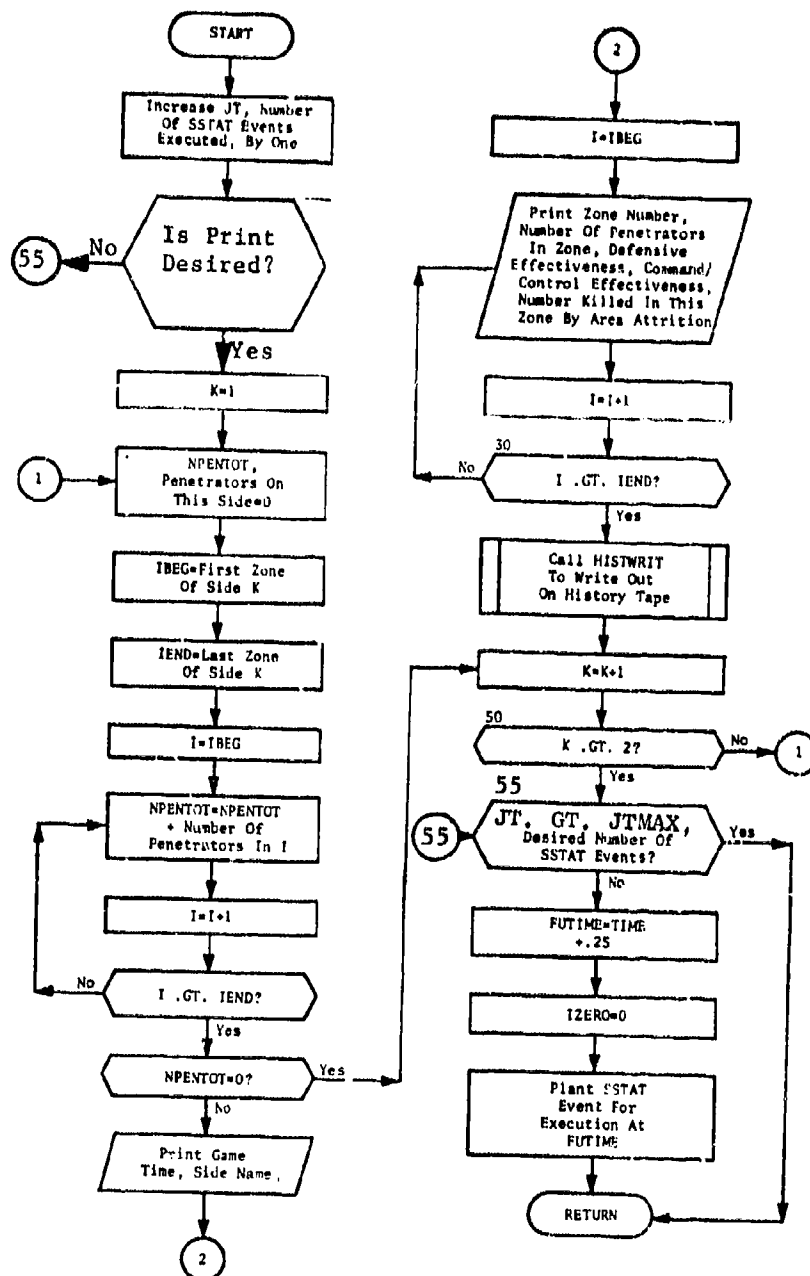 START
Increase JT, Number
Of SSTAT Events
Executed, By One
Is Print
Desired?
No
55
Yes
K=1
1
NPENTOT,
Penetrators On
This Side=0
IBEG=First Zone
Of Side K
IEND=Last Zone
Of Side K
I=IBEG
NPENTOT=NPENTOT
+ Number Of
Penetrators In I
I=I+1
No
I .GT. IEND?
Yes
NPENTOT=0?
Yes
No
Print Game
Time, Side Name,
2
2
I=IBEG
Print Zone Number,
Number Of Penetrators
In Zone, Defensive
Effectiveness, Command/
Control Effectiveness,
Number Killed In This
Zone By Area Attrition
I=I+1
30
No
I .GT. IEND?
Yes
Call HISTWRIT
To Write Out
On History Tape
K=K+1
50
K .GT. 2?
No
1
Yes
55
55
JT. GT. JTMAX,
Desired Number Of
SSTAT Events?
Yes
No
FUTIME=TIME
+.25
IZERO=0
Plant SSTAT
Event For
Execution At
FUTIME
RETURN